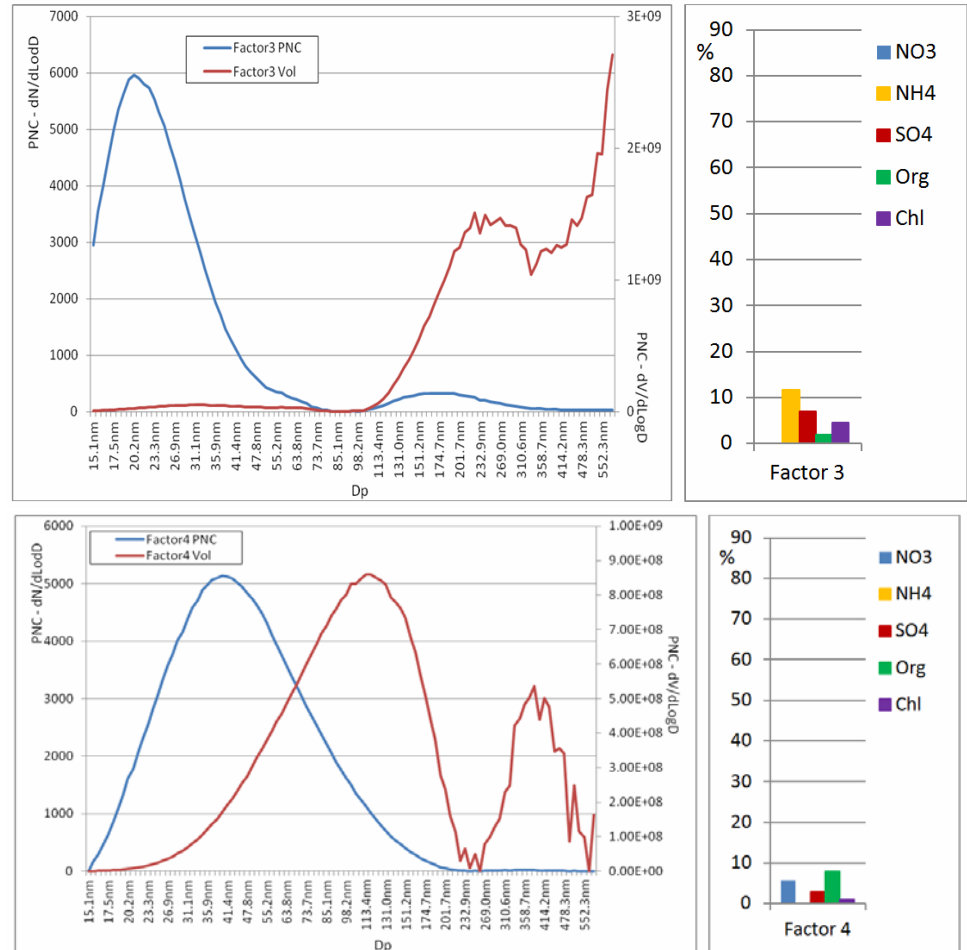 7000
6000
5000
4000
3000
2000
1000
0
PNC - dN/dLodD
Factor3 PNC
Factor3 Vol
3E+09
2E+09
1E+09
0
PNC - dV/dLogD
15.1nm
17.5nm
20.2nm
23.3nm
26.9nm
31.1nm
35.9nm
41.4nm
47.8nm
55.2nm
63.8nm
73.7nm
85.1nm
98.2nm
113.4nm
131.0nm
151.2nm
174.7nm
201.7nm
232.9nm
269.0nm
310.6nm
358.7nm
414.2nm
478.3nm
552.3nm
Dp
%
90
80
70
60
50
40
30
20
10
0
NO3
NH4
SO4
Org
Chl
Factor 3
6000
5000
4000
3000
2000
1000
0
PNC - dN/dLodD
Factor4 PNC
Factor4 Vol
1.00E+09
9.00E+08
8.00E+08
7.00E+08
6.00E+08
5.00E+08
4.00E+08
3.00E+08
2.00E+08
1.00E+08
0.00E+00
PNC - dV/dLogD
15.1nm
17.5nm
20.2nm
23.3nm
26.9nm
31.1nm
35.9nm
41.4nm
47.8nm
55.2nm
63.8nm
73.7nm
85.1nm
98.2nm
113.4nm
131.0nm
151.2nm
174.7nm
201.7nm
232.9nm
269.0nm
310.6nm
358.7nm
414.2nm
478.3nm
552.3nm
Dp
%
90
80
70
60
50
40
30
20
10
0
NO3
NH4
SO4
Org
Chl
Factor 4